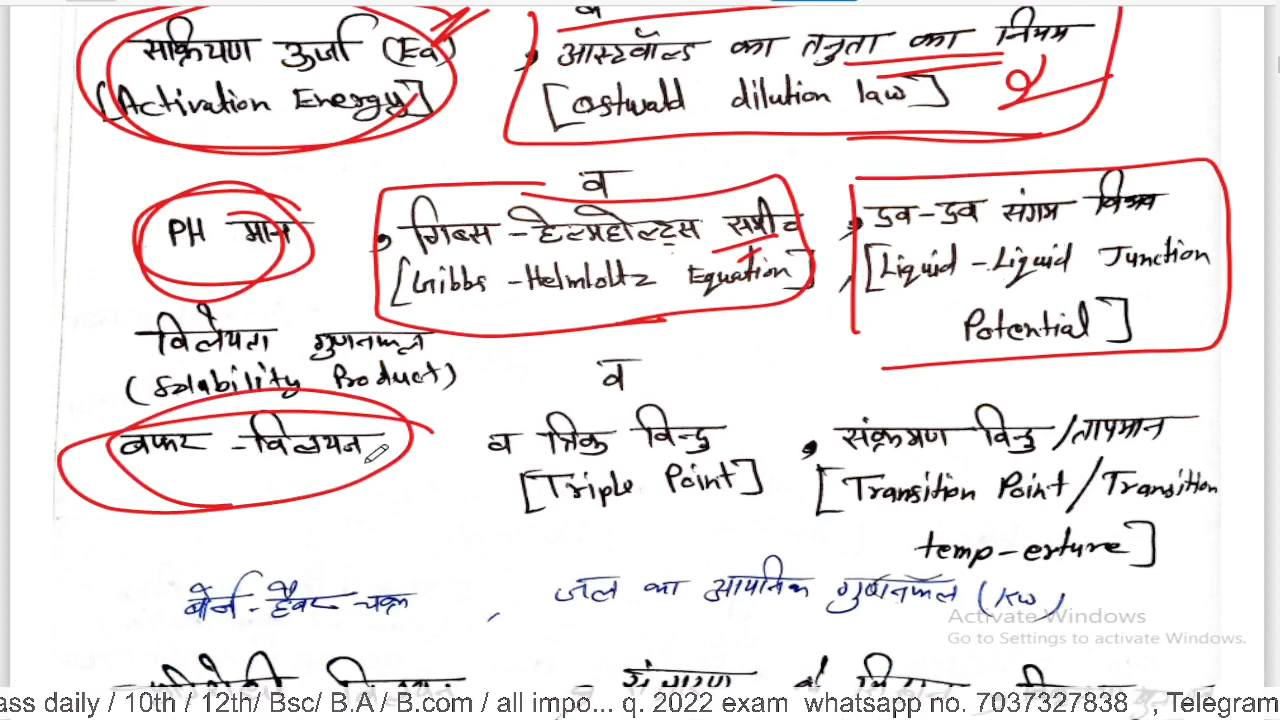 व
सक्रियण ऊर्जा (Ea) , आस्टवॉल्ड का तनुता का नियम
[Activation Energy] [Ostwald dilution law]
व
PH मान , गिब्स - हेल्महोल्ट्स समी० , द्रव - द्रव संगम विभव
[Gibbs - Helmholtz Equation] , [Liquid - Liquid Junction
Potential]
विलेयता गुणनफल
(Solability Product) व
बफर - विलयन व त्रिक बिन्दु , संक्रमण बिन्दु / तापमान
[Triple Point] [Transition Point / Transition
temp-erture]
बोर्न - हैबर चक्र , जल का आयनिक गुणनफल (Kw)
Activate Windows
Go to Settings to activate Windows.
ass daily / 10th / 12th/ Bsc/ B.A / B.com / all impo... q. 2022 exam whatsapp no. 7037327838 , Telegram